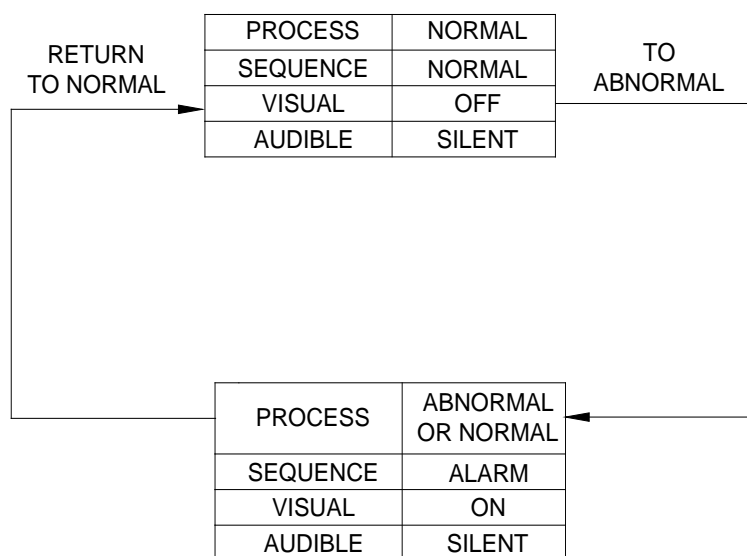 RETURN
TO NORMAL
PROCESS NORMAL
SEQUENCE NORMAL
VISUAL OFF
AUDIBLE SILENT
TO
ABNORMAL
PROCESS ABNORMAL
OR NORMAL
SEQUENCE ALARM
VISUAL ON
AUDIBLE SILENT